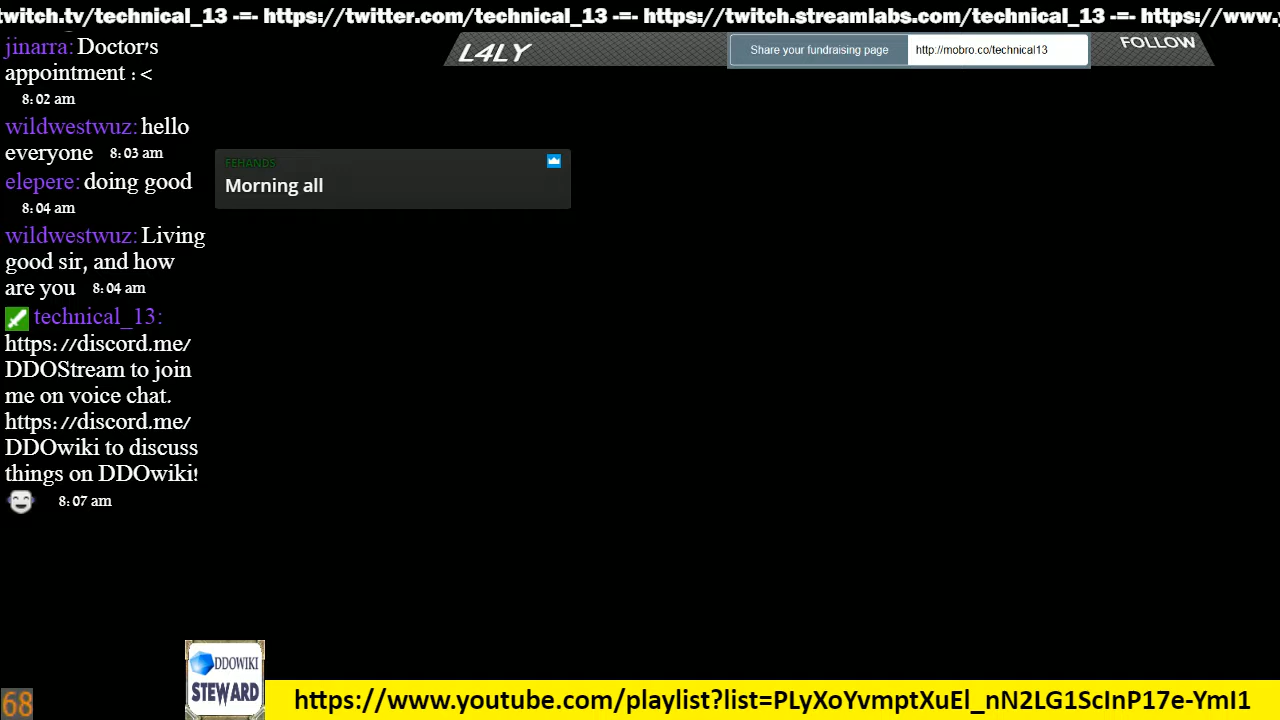 twitch.tv/technical_13 -=- https://twitter.com/technical_13 -=- https://twitch.streamlabs.com/technical_13 -=- https://www.y
jinarra: Doctor's
appointment :<
8:02 am
wildwestwuz: hello
everyone 8:03 am
elepere: doing good
8:04 am
wildwestwuz: Living
good sir, and how
are you 8:04 am
technical_13:
https://discord.me/
DDOStream to join
me on voice chat.
https://discord.me/
DDOwiki to discuss
things on DDOwiki!
8:07 am
L4LY
Share your fundraising page http://mobro.co/technical13
FOLLOW
FEHANDS
Morning all
68
DDOWIKI
STEWARD
https://www.youtube.com/playlist?list=PLyXoYvmptXuEl_nN2LG1ScInP17e-YmI1